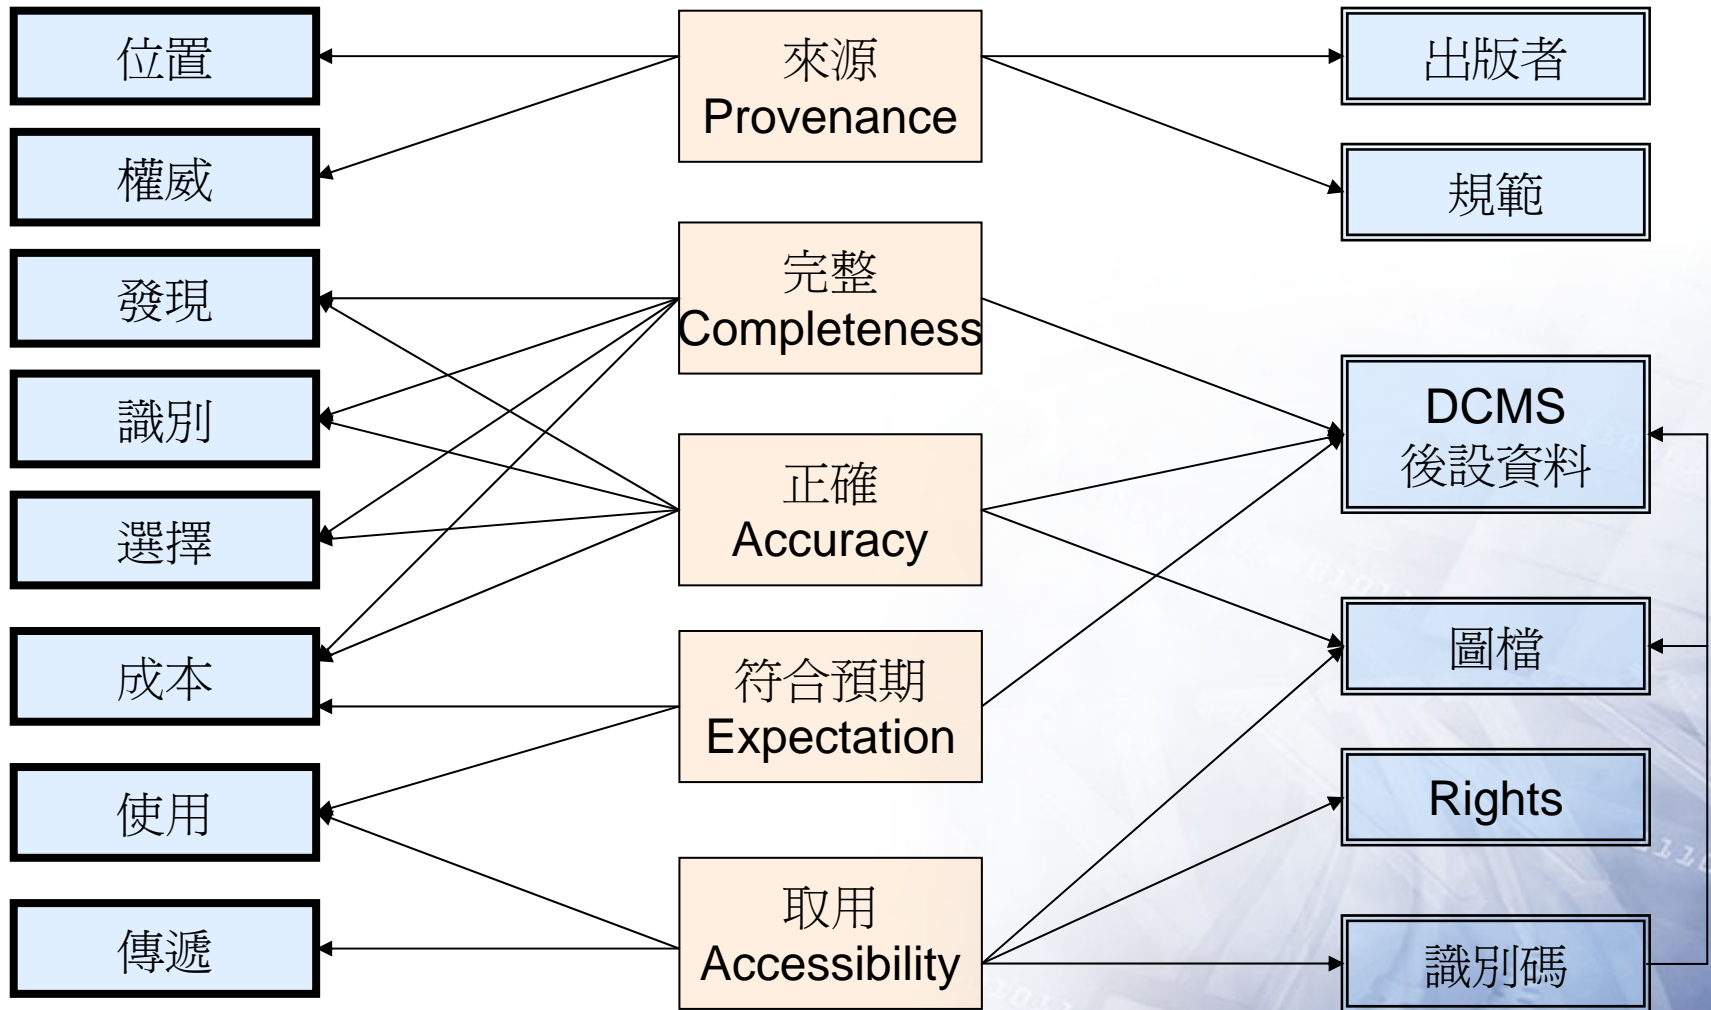 位置
權威
發現
識別
選擇
成本
使用
傳遞
來源
Provenance
完整
Completeness
正確
Accuracy
符合預期
Expectation
取用
Accessibility
出版者
規範
DCMS
後設資料
圖檔
Rights
識別碼